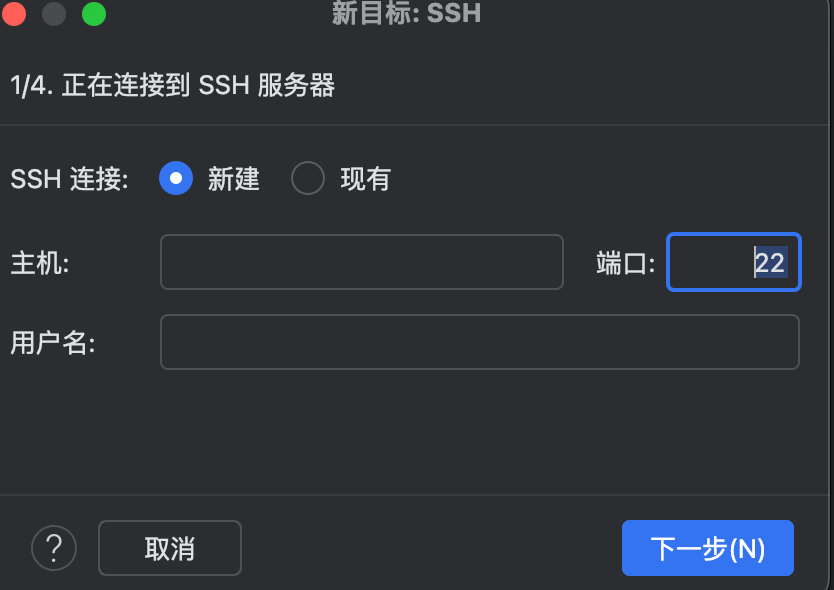 新目标: SSH
1/4. 正在连接到 SSH 服务器
SSH 连接: 新建 现有
主机: 端口: 22
用户名:
? 取消 下一步(N)